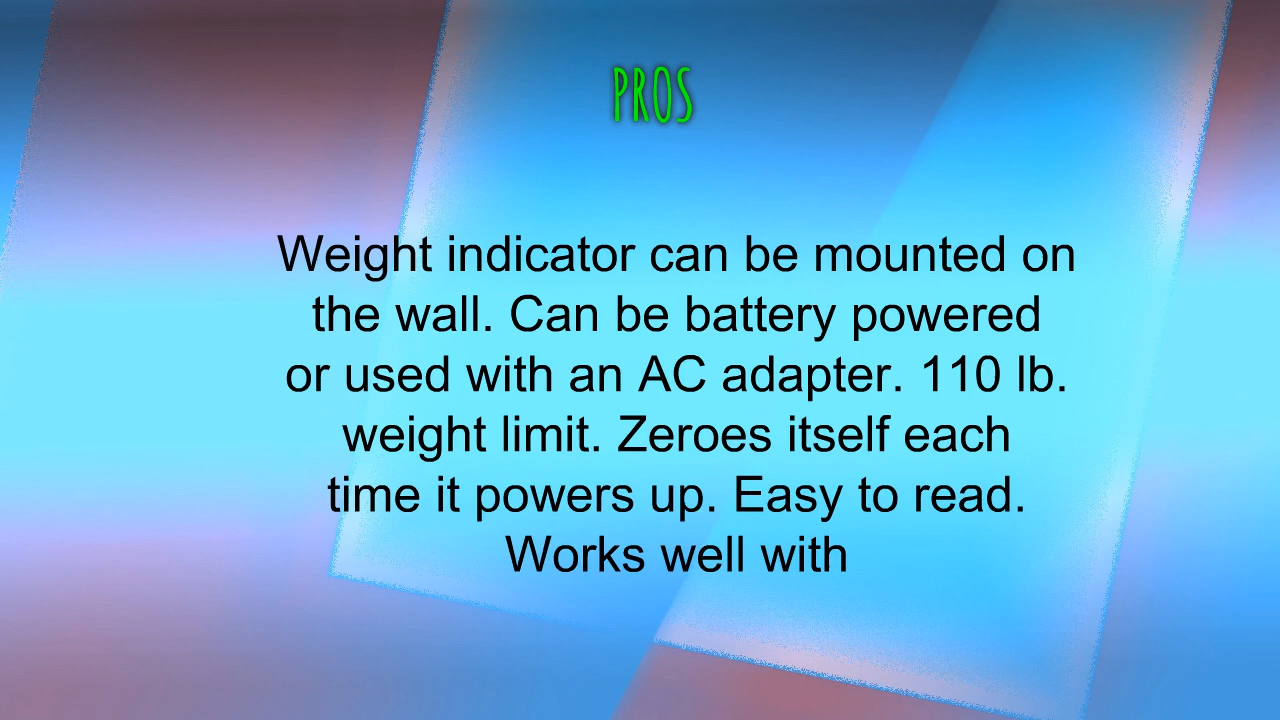 PROS
Weight indicator can be mounted on
the wall. Can be battery powered
or used with an AC adapter. 110 lb.
weight limit. Zeroes itself each
time it powers up. Easy to read.
Works well with